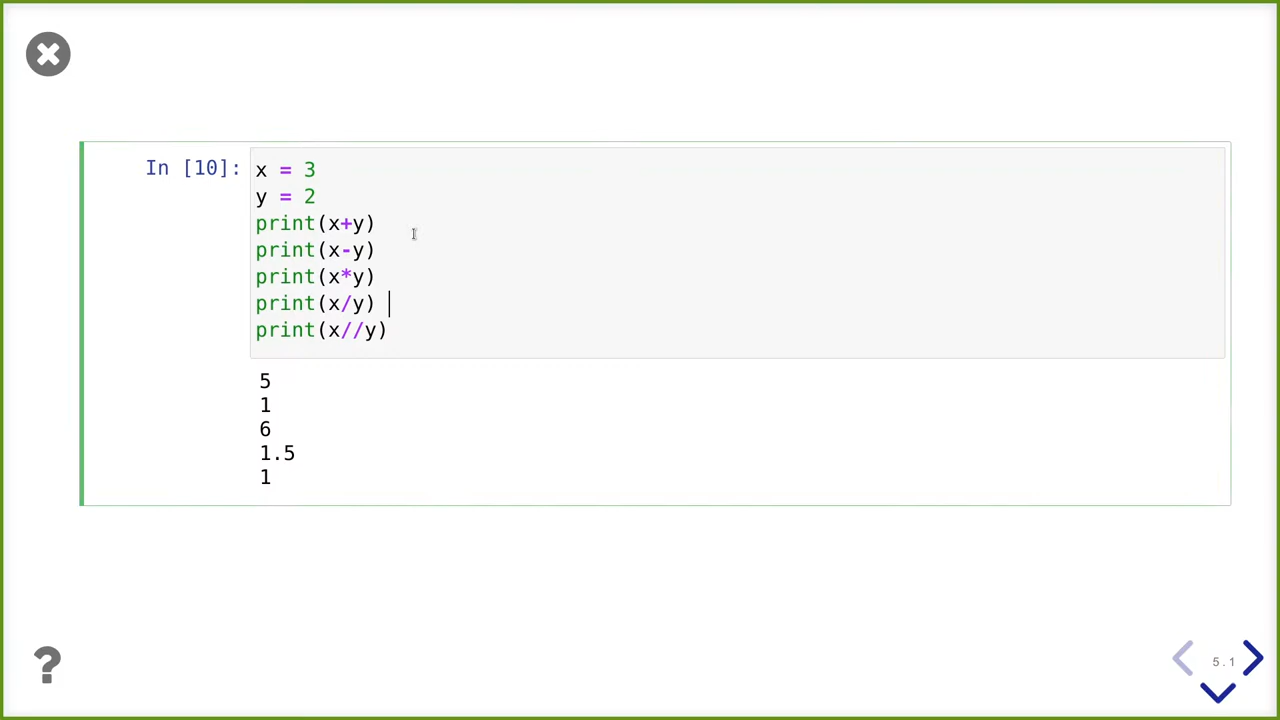 In [10]:
x = 3
y = 2
print(x+y)
print(x-y)
print(x*y)
print(x/y)
print(x//y)
5
1
6
1.5
1
?
5.1